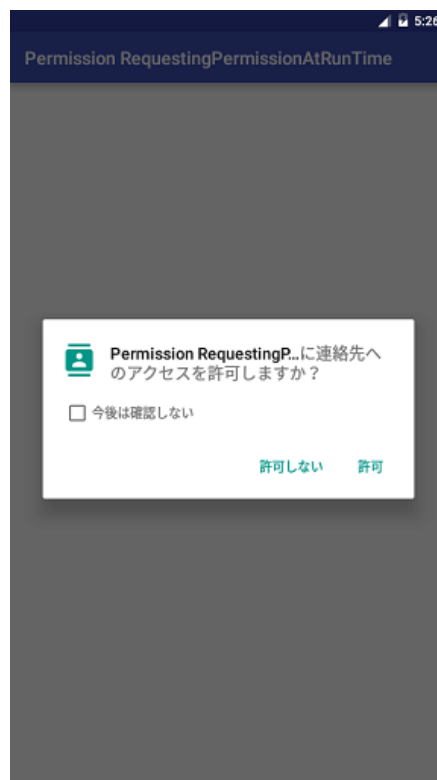 5:26
Permission RequestingPermissionAtRunTime
Permission RequestingP...に連絡先へ
のアクセスを許可しますか？
今後は確認しない
許可しない 許可